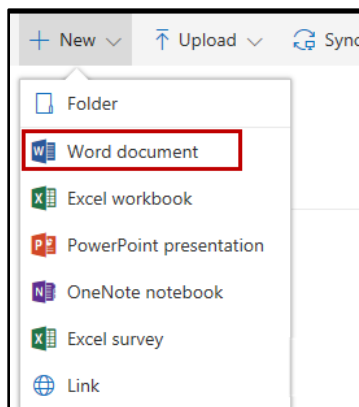 New Upload Sync
Folder
Word document
Excel workbook
PowerPoint presentation
OneNote notebook
Excel survey
Link